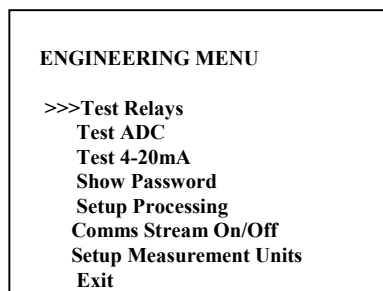 ENGINEERING MENU
>>>Test Relays
Test ADC
Test 4-20mA
Show Password
Setup Processing
Comms Stream On/Off
Setup Measurement Units
Exit